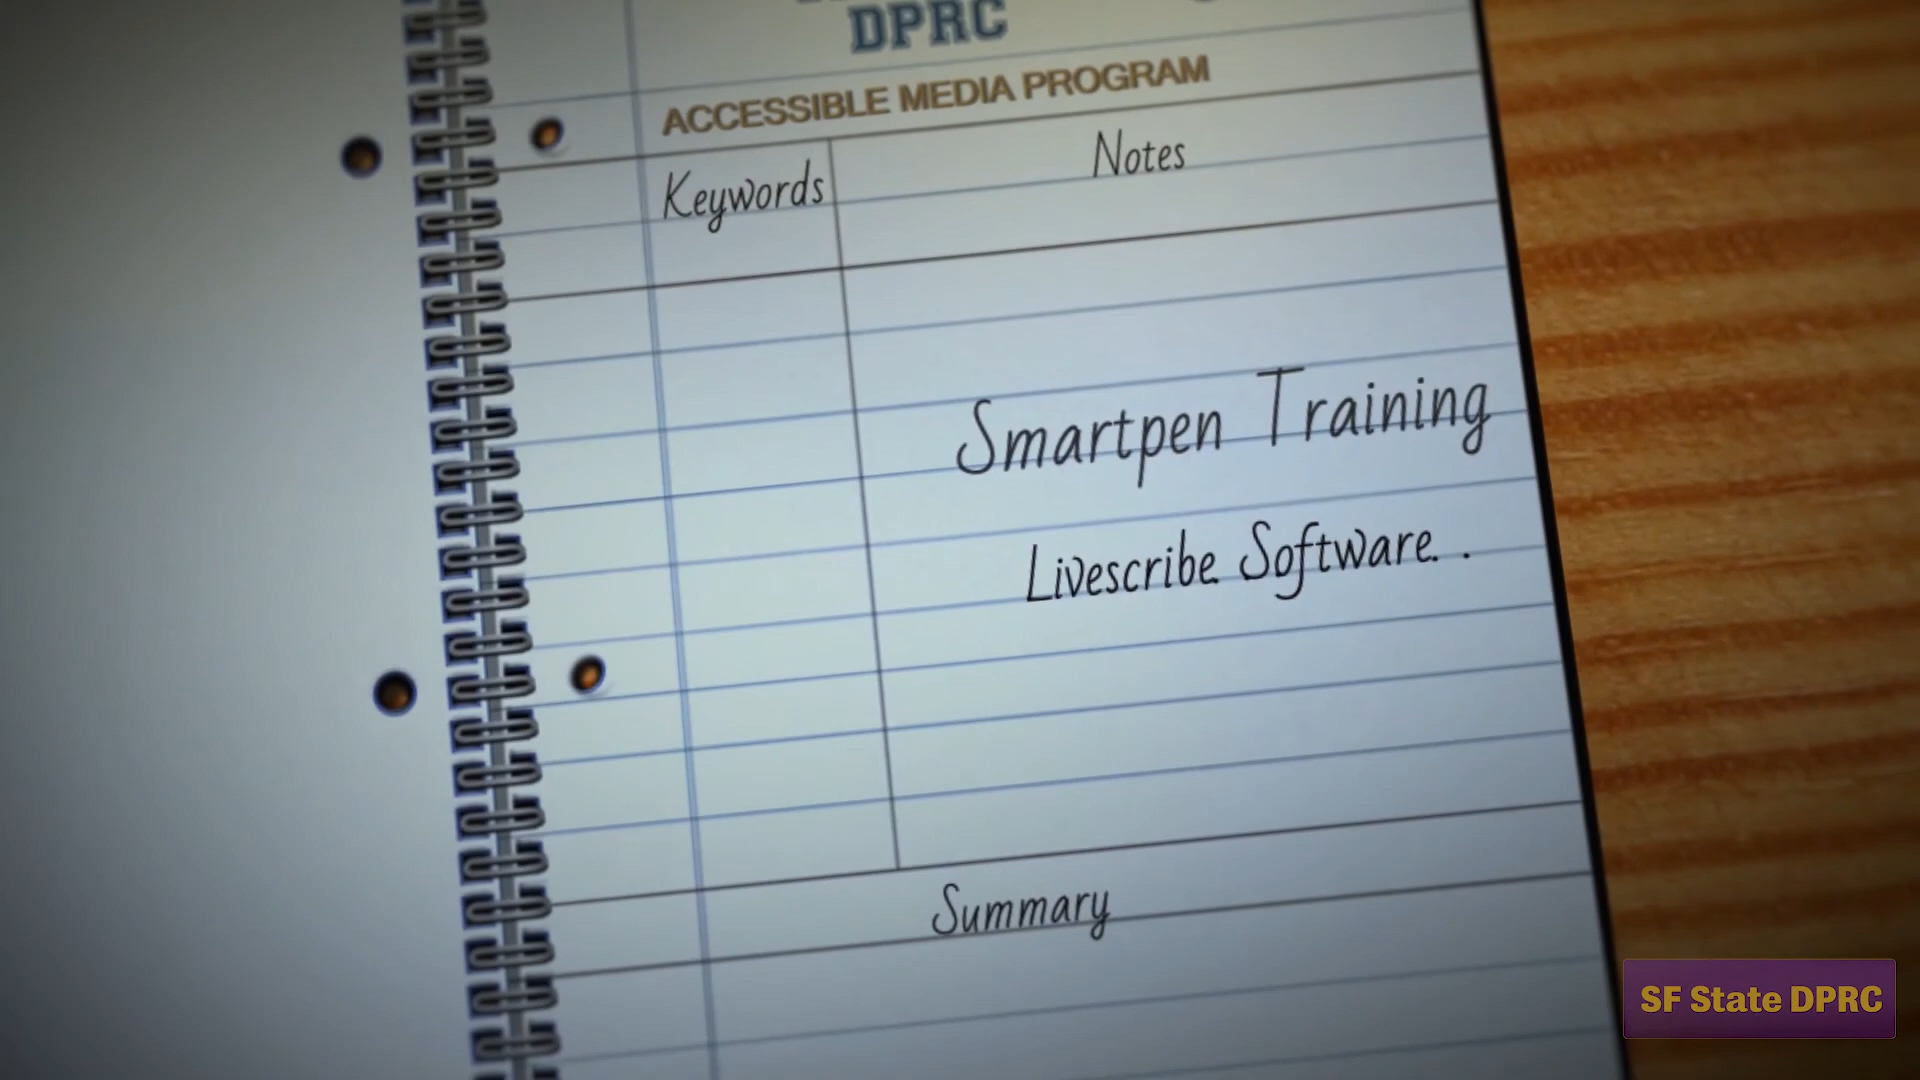 DPRC
ACCESSIBLE MEDIA PROGRAM
Keywords
Notes
Smartpen Training
Livescribe Software. .
Summary
SF State DPRC